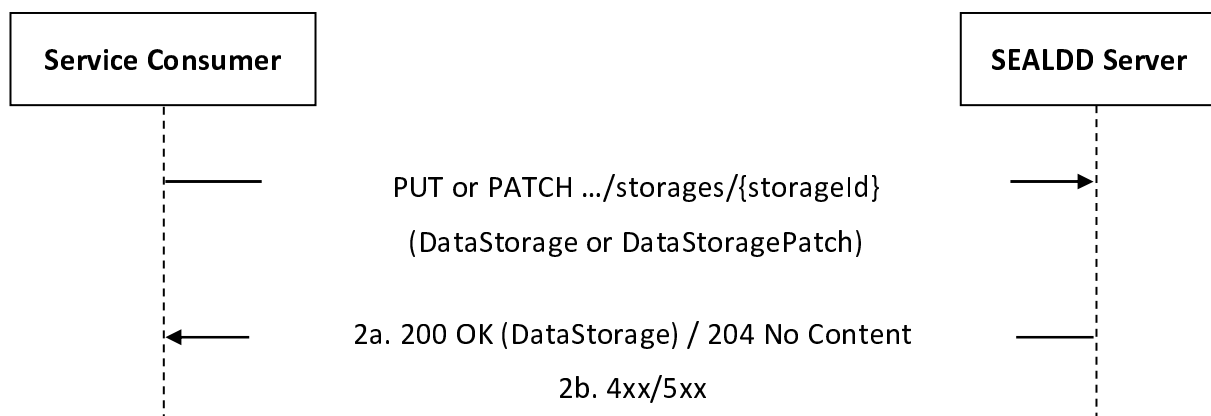 Service Consumer
SEALDD Server
PUT or PATCH …/storages/{storageId}
(DataStorage or DataStoragePatch)
2a. 200 OK (DataStorage) / 204 No Content
2b. 4xx/5xx